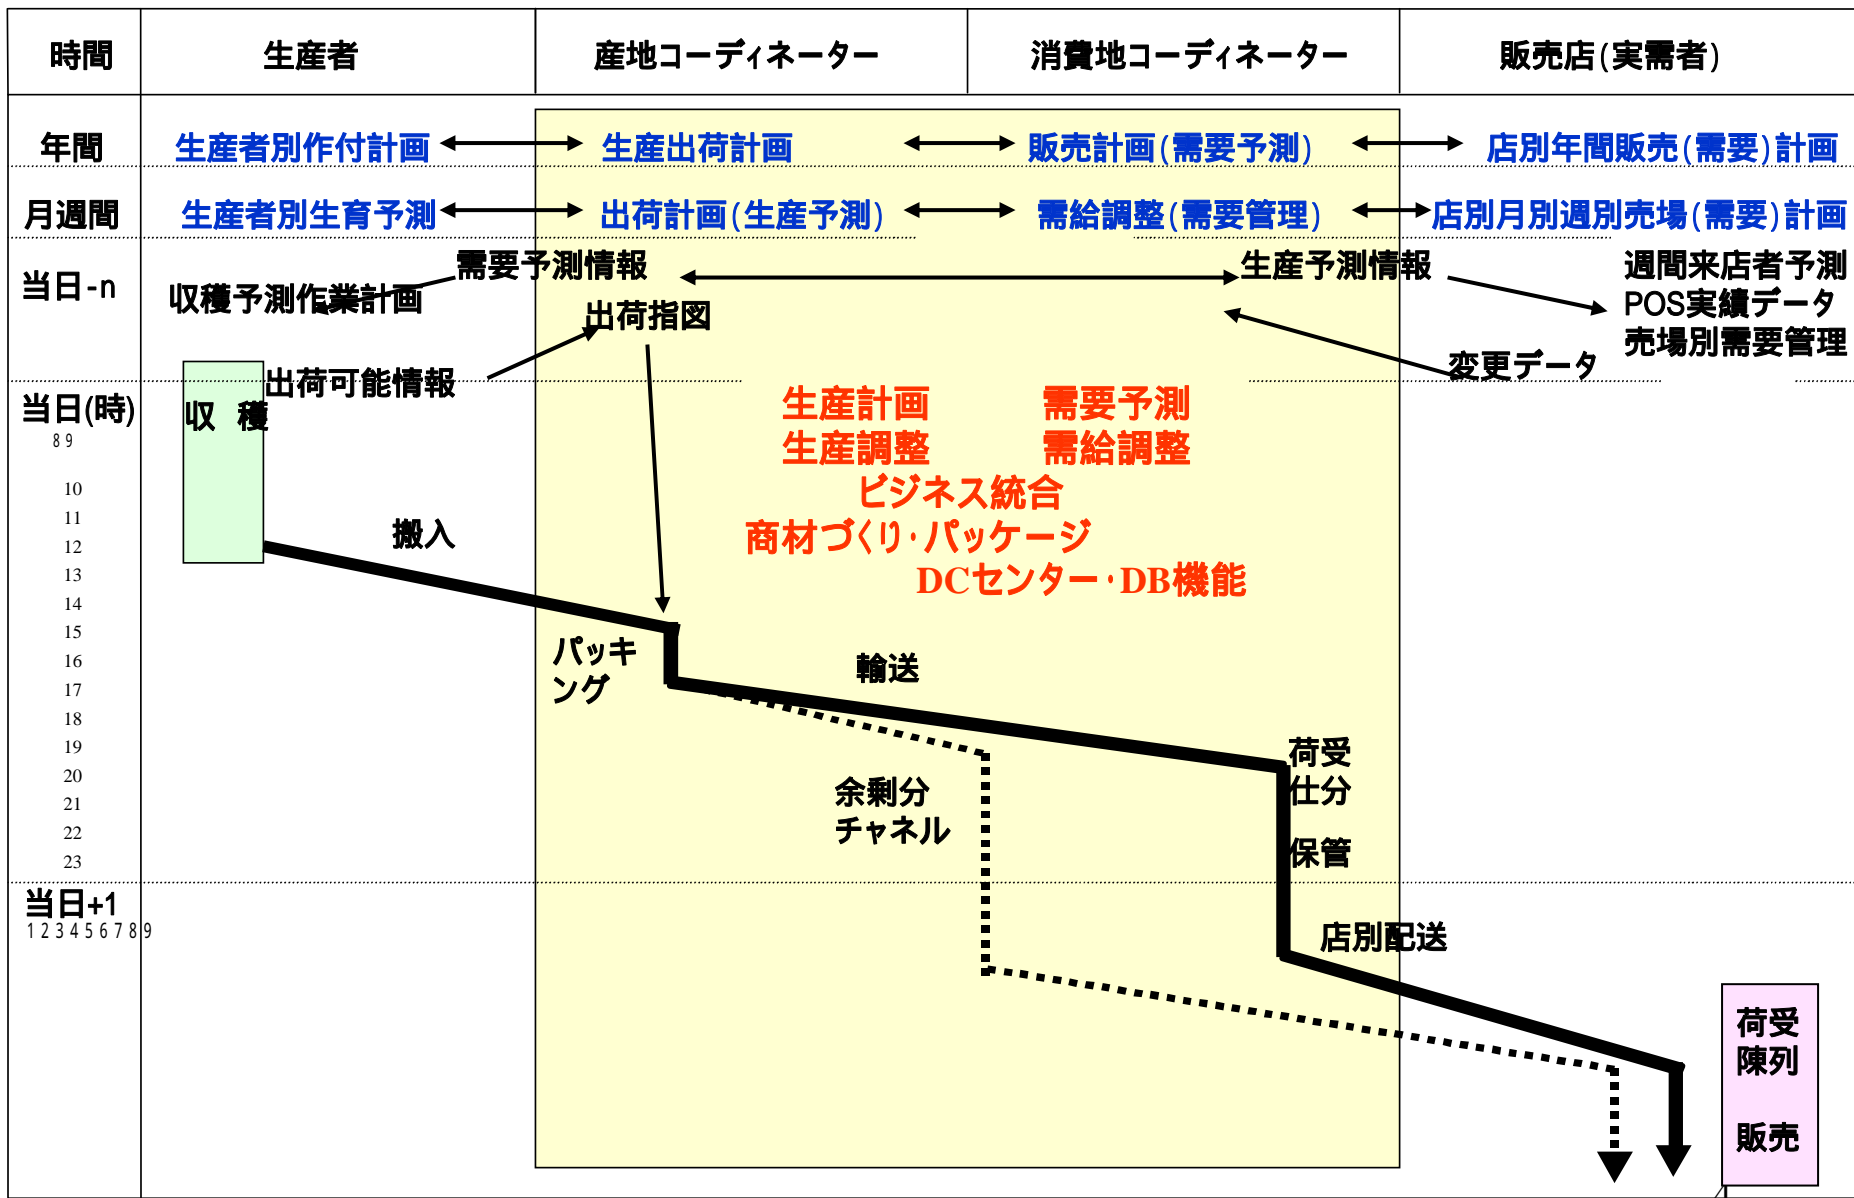 時間
生産者
産地コーディネーター
消費地コーディネーター
販売店(実需者)
年間
生産者別作付計画
生産出荷計画
販売計画(需要予測)
店別年間販売(需要)計画
月週間
生産者別生育予測
出荷計画(生産予測)
需給調整(需要管理)
店別月別週別売場(需要)計画
当日-n
需要予測情報
収穫予測作業計画
出荷指図
出荷可能情報
生産予測情報
週間来店者予測
POS実績データ
売場別需要管理
変更データ
当日(時)
8 9
収 穫
生産計画
需要予測
生産調整
需給調整
ビジネス統合
商材づくり・パッケージ
DCセンター・DB機能
10
11
12
13
14
15
16
17
18
19
20
21
22
23
搬入
パッキ
ング
輸送
余剰分
チャネル
荷受
仕分
保管
当日+1
1 2 3 4 5 6 7 8 9
店別配送
荷受
陳列
販売